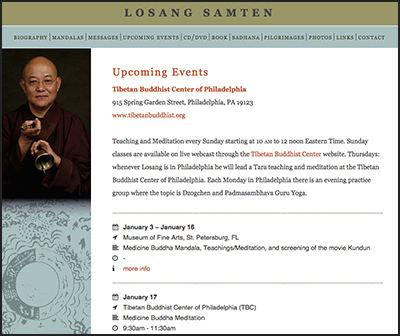 LOSANG SAMTEN
BIOGRAPHY | MANDALAS | MESSAGES | UPCOMING EVENTS | CD/DVD | BOOK | SADHANA | PILGRIMAGES | PHOTOS | LINKS | CONTACT
Upcoming Events
Tibetan Buddhist Center of Philadelphia
915 Spring Garden Street, Philadelphia, PA 19123
www.tibetanbuddhist.org
Teaching and Meditation every Sunday starting at 10 AM to 12 noon Eastern Time. Sunday
classes are available on live webcast through the Tibetan Buddhist Center website. Thursdays:
whenever Losang is in Philadelphia he will lead a Tara teaching and meditation at the Tibetan
Buddhist Center of Philadelphia. Each Monday in Philadelphia there is an evening practice
group where the topic is Dzogchen and Padmasambhava Guru Yoga.
January 3 – January 16
Museum of Fine Arts, St. Petersburg, FL
Medicine Buddha Mandala, Teachings/Meditation, and screening of the movie Kundun
-
more info
January 17
Tibetan Buddhist Center of Philadelphia (TBC)
Medicine Buddha Meditation
9:30am - 11:30am